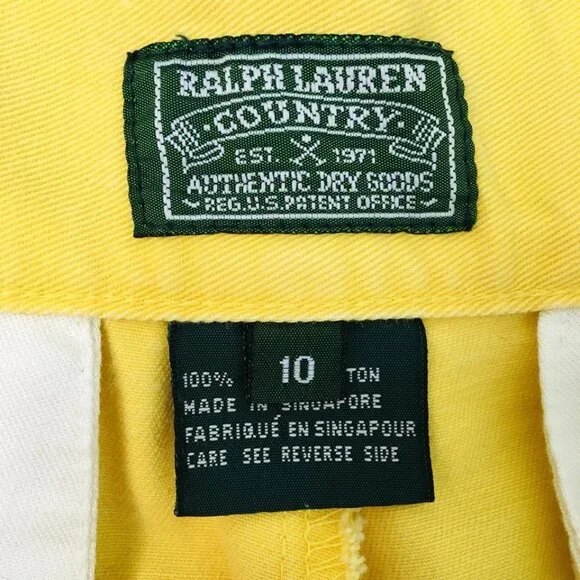 RALPH LAUREN
·COUNTRY·
EST. 1971
AUTHENTIC DRY GOODS
- REG. U.S. PATENT OFFICE -
10
100% TON
MADE IN SINGAPORE
FABRIQUÉ EN SINGAPOUR
CARE SEE REVERSE SIDE